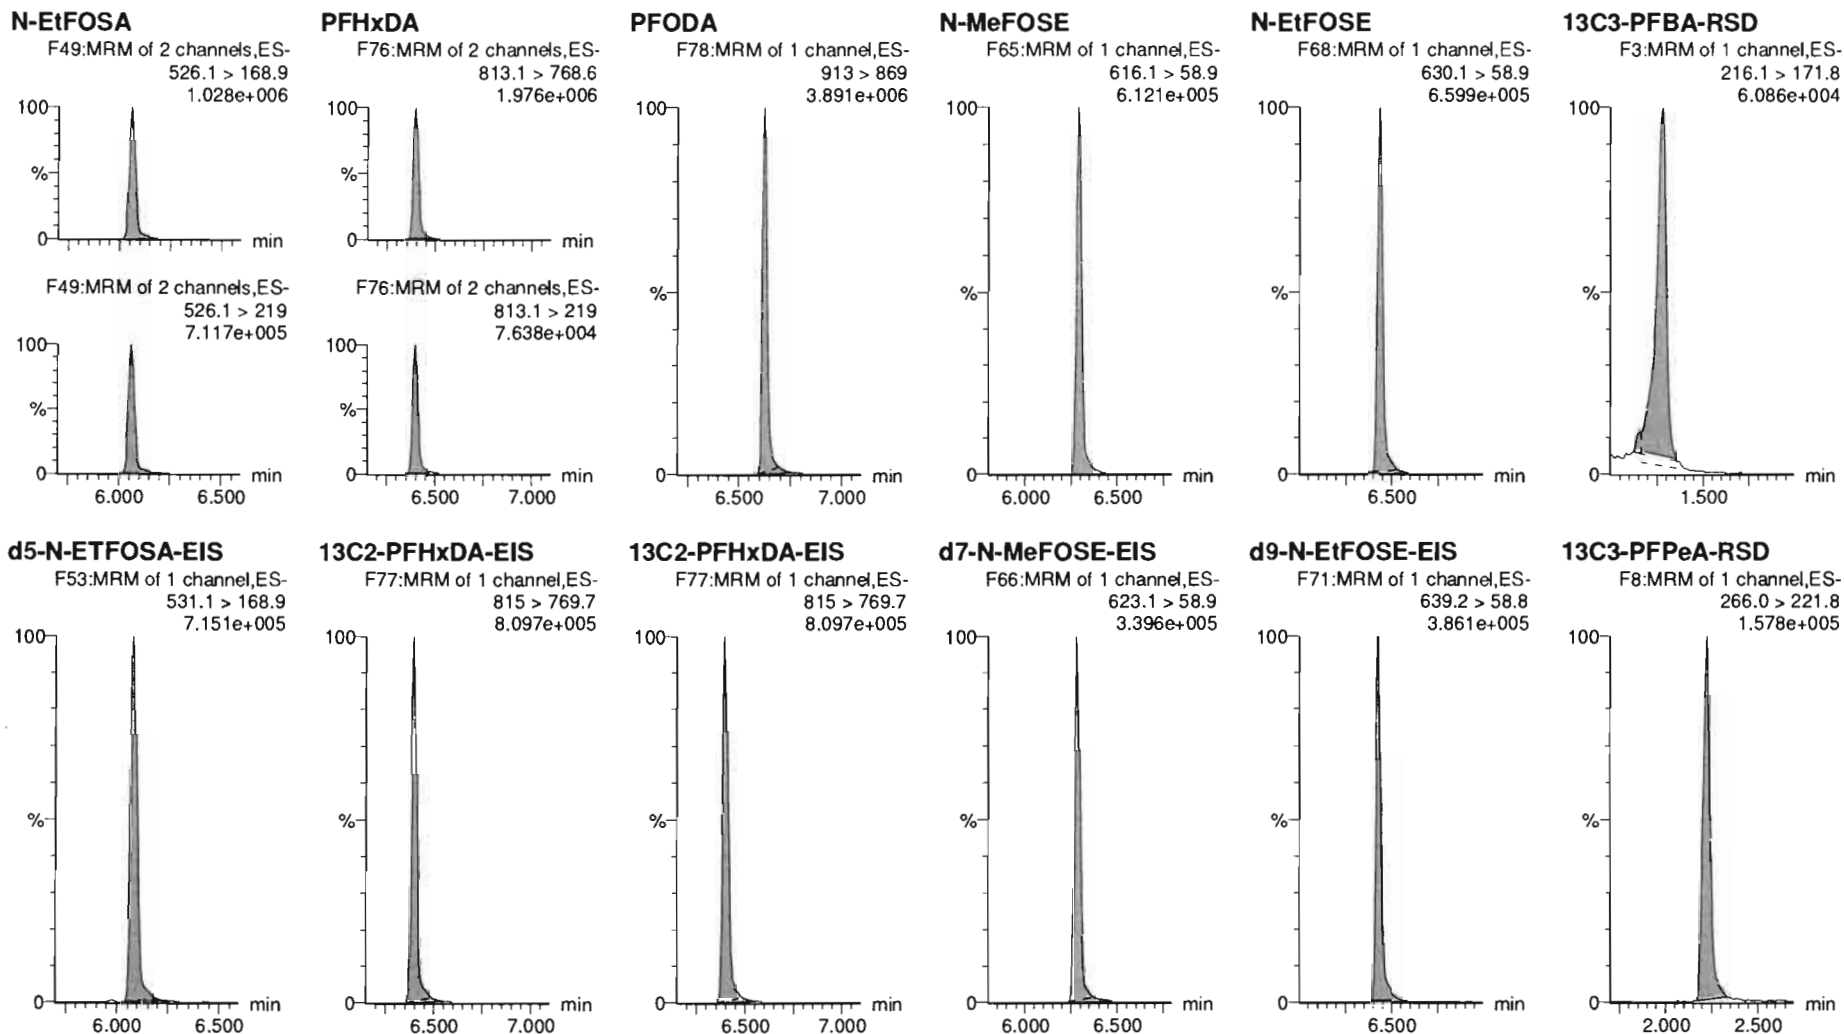 N-EtFOSA
F49:MRM of 2 channels,ES-
526.1 > 168.9
1.028e+006
100
%
0
min
F49:MRM of 2 channels,ES-
526.1 > 219
7.117e+005
100
%
0
min
6.000 6.500
PFHxDA
F76:MRM of 2 channels,ES-
813.1 > 768.6
1.976e+006
100
%
0
min
F76:MRM of 2 channels,ES-
813.1 > 219
7.638e+004
100
%
0
min
6.500 7.000
PFODA
F78:MRM of 1 channel,ES-
913 > 869
3.891e+006
100
%
0
min
6.500 7.000
N-MeFOSE
F65:MRM of 1 channel,ES-
616.1 > 58.9
6.121e+005
100
%
0
min
6.000 6.500
N-EtFOSE
F68:MRM of 1 channel,ES-
630.1 > 58.9
6.599e+005
100
%
0
min
6.500
13C3-PFBA-RSD
F3:MRM of 1 channel,ES-
216.1 > 171.8
6.086e+004
100
%
0
min
1.500
d5-N-ETFOSA-EIS
F53:MRM of 1 channel,ES-
531.1 > 168.9
7.151e+005
100
%
0
min
6.000 6.500
13C2-PFHxDA-EIS
F77:MRM of 1 channel,ES-
815 > 769.7
8.097e+005
100
%
0
min
6.500 7.000
13C2-PFHxDA-EIS
F77:MRM of 1 channel,ES-
815 > 769.7
8.097e+005
100
%
0
min
6.500 7.000
d7-N-MeFOSE-EIS
F66:MRM of 1 channel,ES-
623.1 > 58.9
3.396e+005
100
%
0
min
6.000 6.500
d9-N-EtFOSE-EIS
F71:MRM of 1 channel,ES-
639.2 > 58.8
3.861e+005
100
%
0
min
6.500
13C3-PFPeA-RSD
F8:MRM of 1 channel,ES-
266.0 > 221.8
1.578e+005
100
%
0
min
2.000 2.500